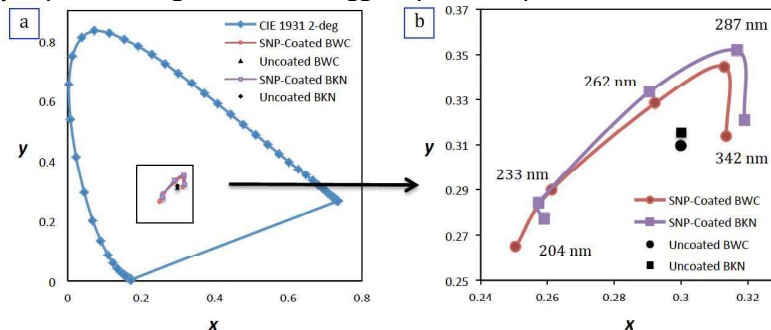 a
CIE 1931 2-deg
SNP-Coated BWC
Uncoated BWC
SNP-Coated BKN
Uncoated BKN
0.8
0.6
0.4
0.2
0
0
0.2
0.4
0.6
0.8
y
x
b
0.37
0.35
0.33
0.31
0.29
0.27
0.25
0.24
0.26
0.28
0.3
0.32
y
x
287 nm
262 nm
233 nm
204 nm
342 nm
SNP-Coated BWC
SNP-Coated BKN
Uncoated BWC
Uncoated BKN